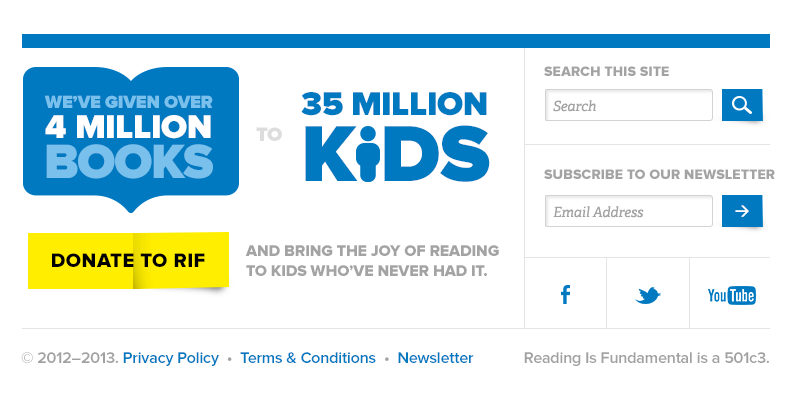 WE'VE GIVEN OVER
4 MILLION
BOOKS
TO
35 MILLION
KiDS
DONATE TO RIF
AND BRING THE JOY OF READING
TO KIDS WHO'VE NEVER HAD IT.
SEARCH THIS SITE
Search
SUBSCRIBE TO OUR NEWSLETTER
Email Address
f
YouTube
© 2012–2013. Privacy Policy • Terms & Conditions • Newsletter
Reading Is Fundamental is a 501c3.